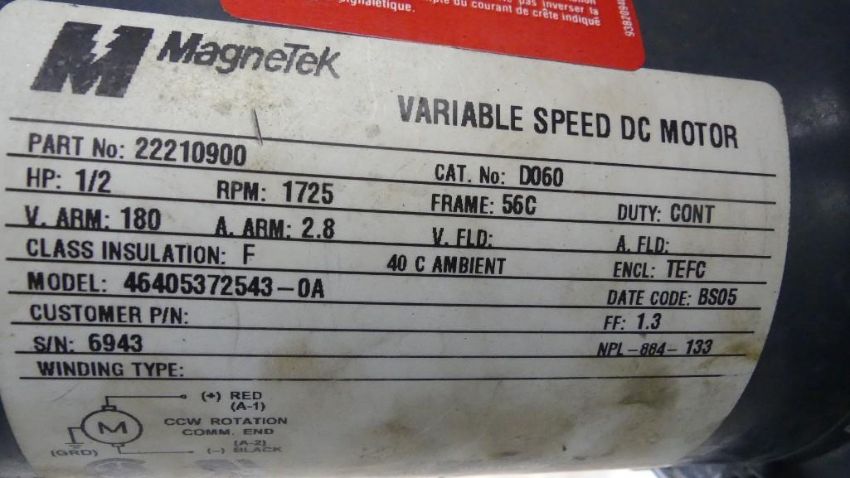 pas inverser la
mpte du courant de crête indiqué
signalétique.
MagneTek
VARIABLE SPEED DC MOTOR
PART No: 22210900
CAT. No: D060
HP: 1/2 RPM: 1725 FRAME: 56C DUTY: CONT
V. ARM: 180 A. ARM: 2.8 V. FLD: A. FLD:
CLASS INSULATION: F 40 C AMBIENT ENCL: TEFC
MODEL: 46405372543-0A DATE CODE: BS05
CUSTOMER P/N: FF: 1.3
S/N: 6943 NPL-884-133
WINDING TYPE:
(+) RED
(A-1)
M
CCW ROTATION
COMM. END
(A-2)
(GRD) (-) BLACK